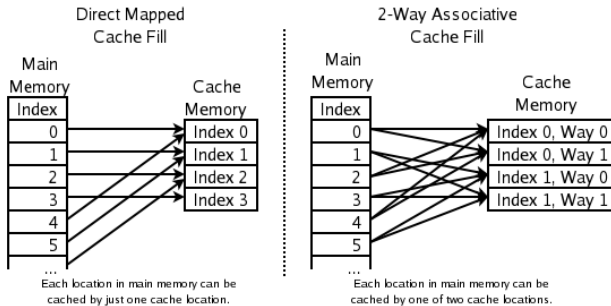 Direct Mapped
Cache Fill
Main
Memory
Index
0
1
2
3
4
5
...
Cache
Memory
Index 0
Index 1
Index 2
Index 3
Each location in main memory can be
cached by just one cache location.
2-Way Associative
Cache Fill
Main
Memory
Index
0
1
2
3
4
5
...
Cache
Memory
Index 0, Way 0
Index 0, Way 1
Index 1, Way 0
Index 1, Way 1
Each location in main memory can be
cached by one of two cache locations.